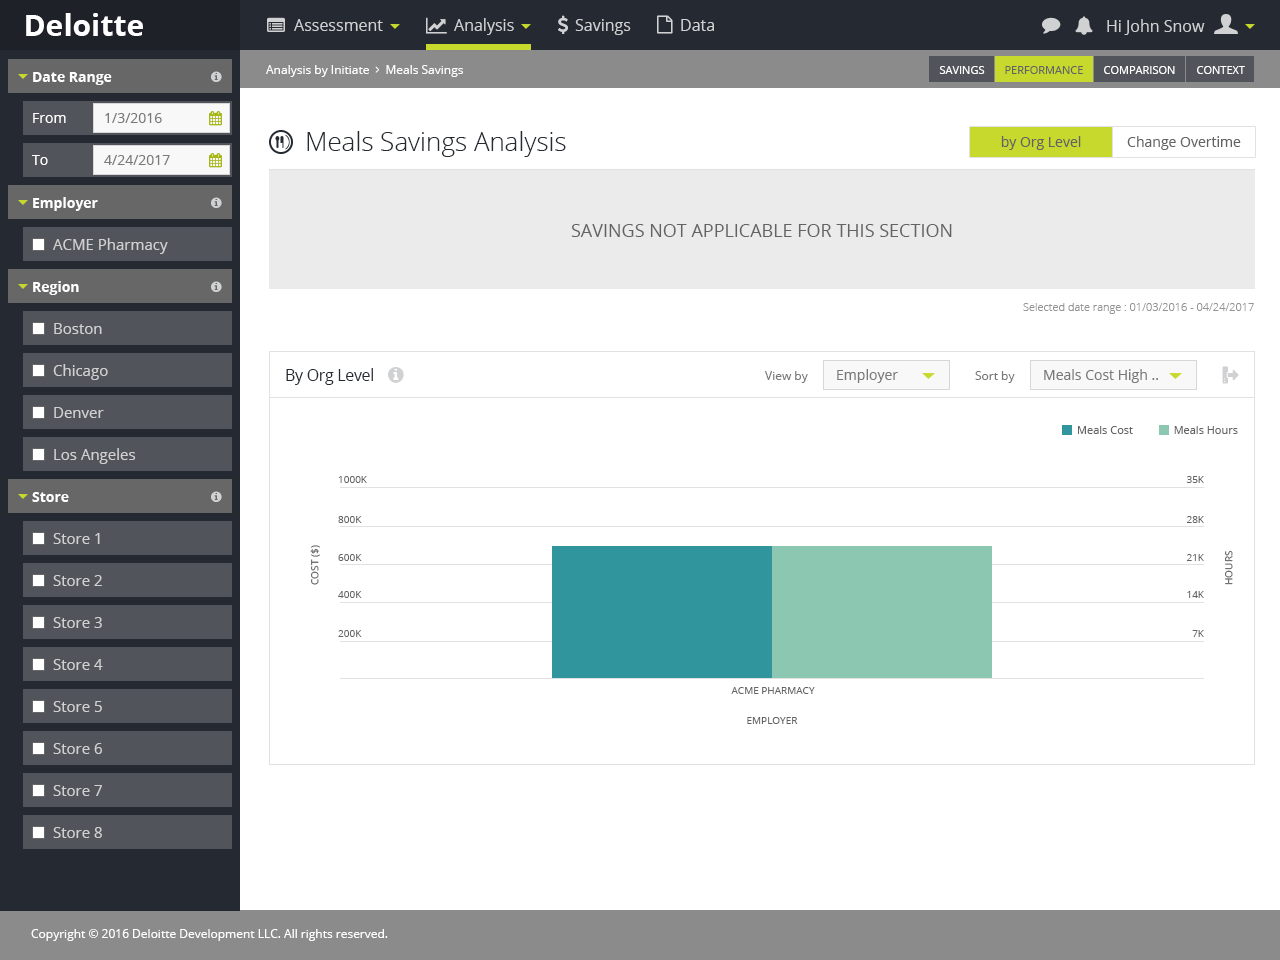 Deloitte
Assessment
Analysis
Savings
Data
Hi John Snow
Analysis by Initiate › Meals Savings
SAVINGS
PERFORMANCE
COMPARISON
CONTEXT
Date Range
From
1/3/2016
To
4/24/2017
Employer
ACME Pharmacy
Region
Boston
Chicago
Denver
Los Angeles
Store
Store 1
Store 2
Store 3
Store 4
Store 5
Store 6
Store 7
Store 8
Meals Savings Analysis
by Org Level
Change Overtime
SAVINGS NOT APPLICABLE FOR THIS SECTION
Selected date range : 01/03/2016 - 04/24/2017
By Org Level
View by
Employer
Sort by
Meals Cost High ..
Meals Cost
Meals Hours
1000K
35K
800K
28K
600K
21K
400K
14K
200K
7K
COST ($)
HOURS
ACME PHARMACY
EMPLOYER
Copyright © 2016 Deloitte Development LLC. All rights reserved.